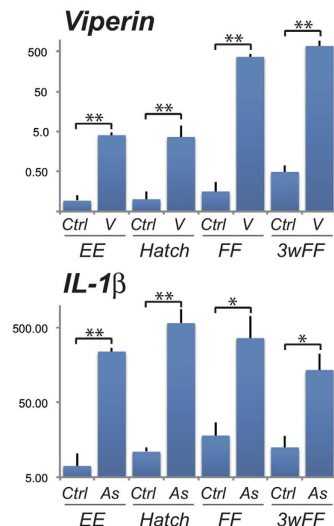 Viperin
500
50
5.0
0.50
** ** ** **
Ctrl V Ctrl V Ctrl V Ctrl V
EE Hatch FF 3wFF
IL-1β
500.00
50.00
5.00
** ** * *
Ctrl As Ctrl As Ctrl As Ctrl As
EE Hatch FF 3wFF